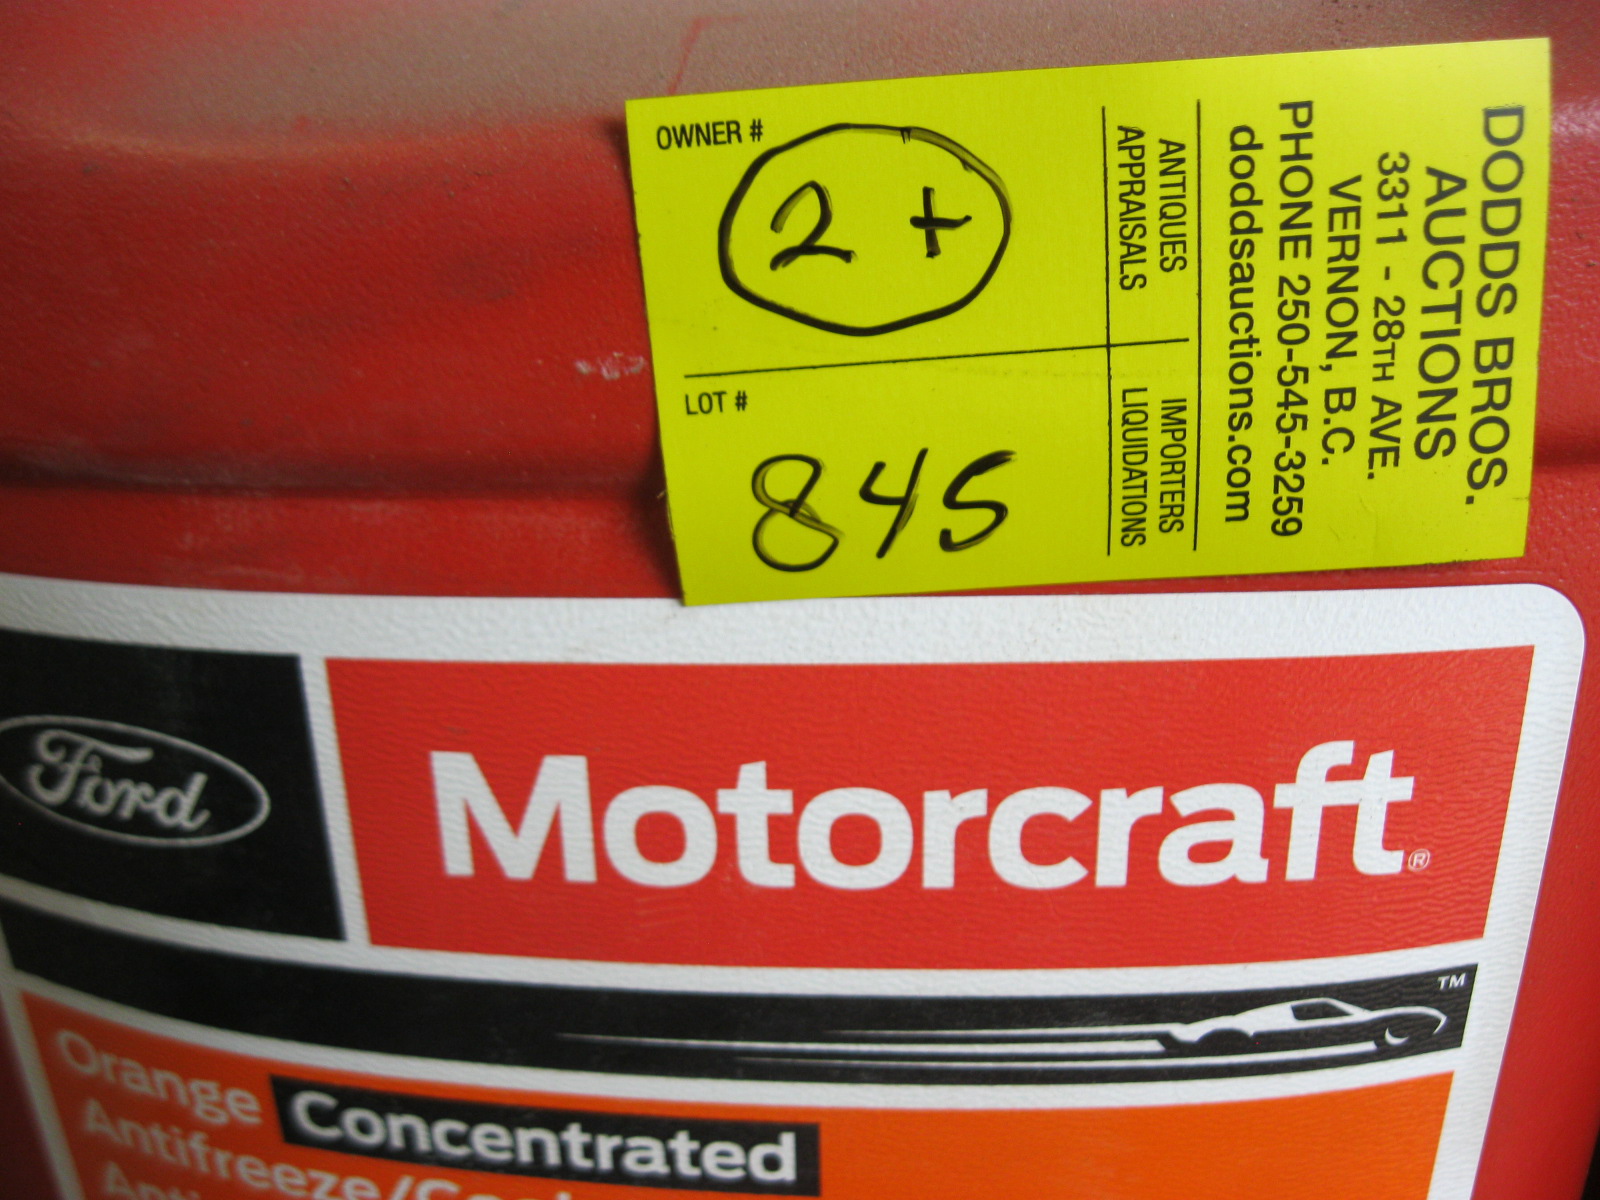 OWNER #
2 +
LOT #
845
ANTIQUES
APPRAISALS
IMPORTERS
LIQUIDATIONS
DODDS BROS.
AUCTIONS
3311 - 28TH AVE.
VERNON, B.C.
PHONE 250-545-3259
doddsauctions.com
Ford
Motorcraft®
TM
Orange Concentrated
Antifreeze/